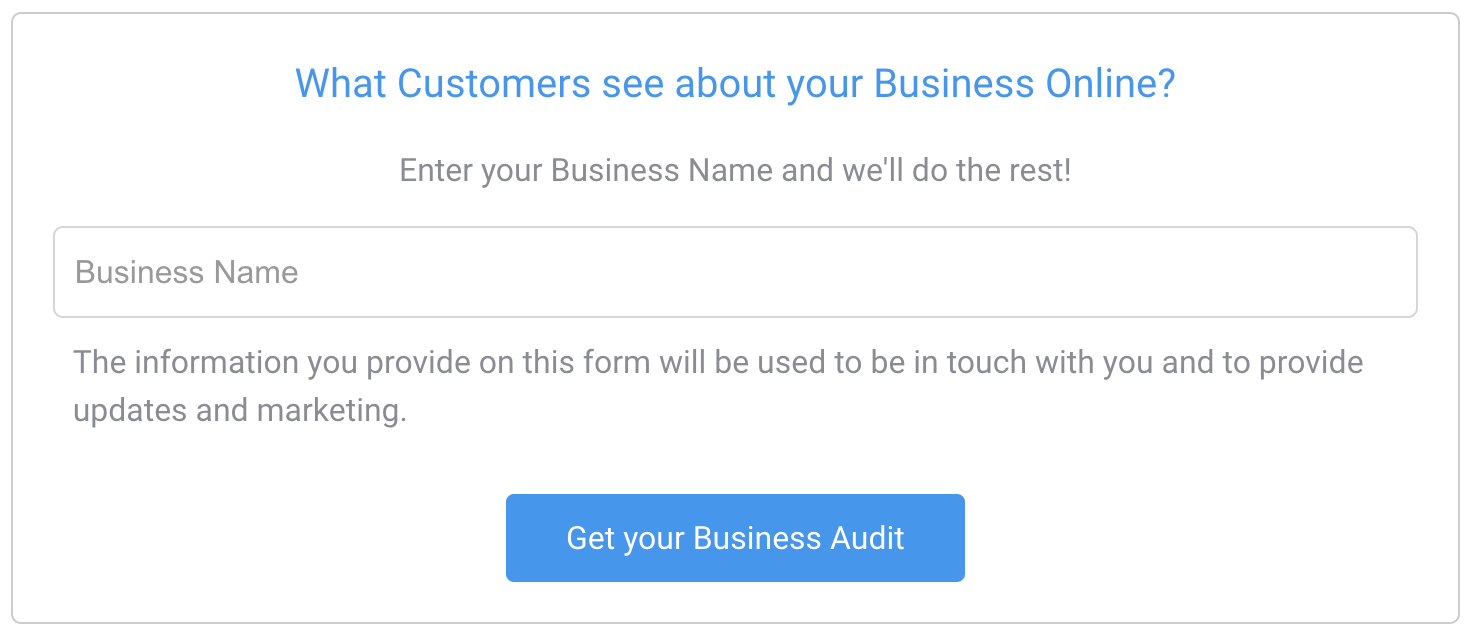 What Customers see about your Business Online?
Enter your Business Name and we'll do the rest!
Business Name
The information you provide on this form will be used to be in touch with you and to provide
updates and marketing.
Get your Business Audit